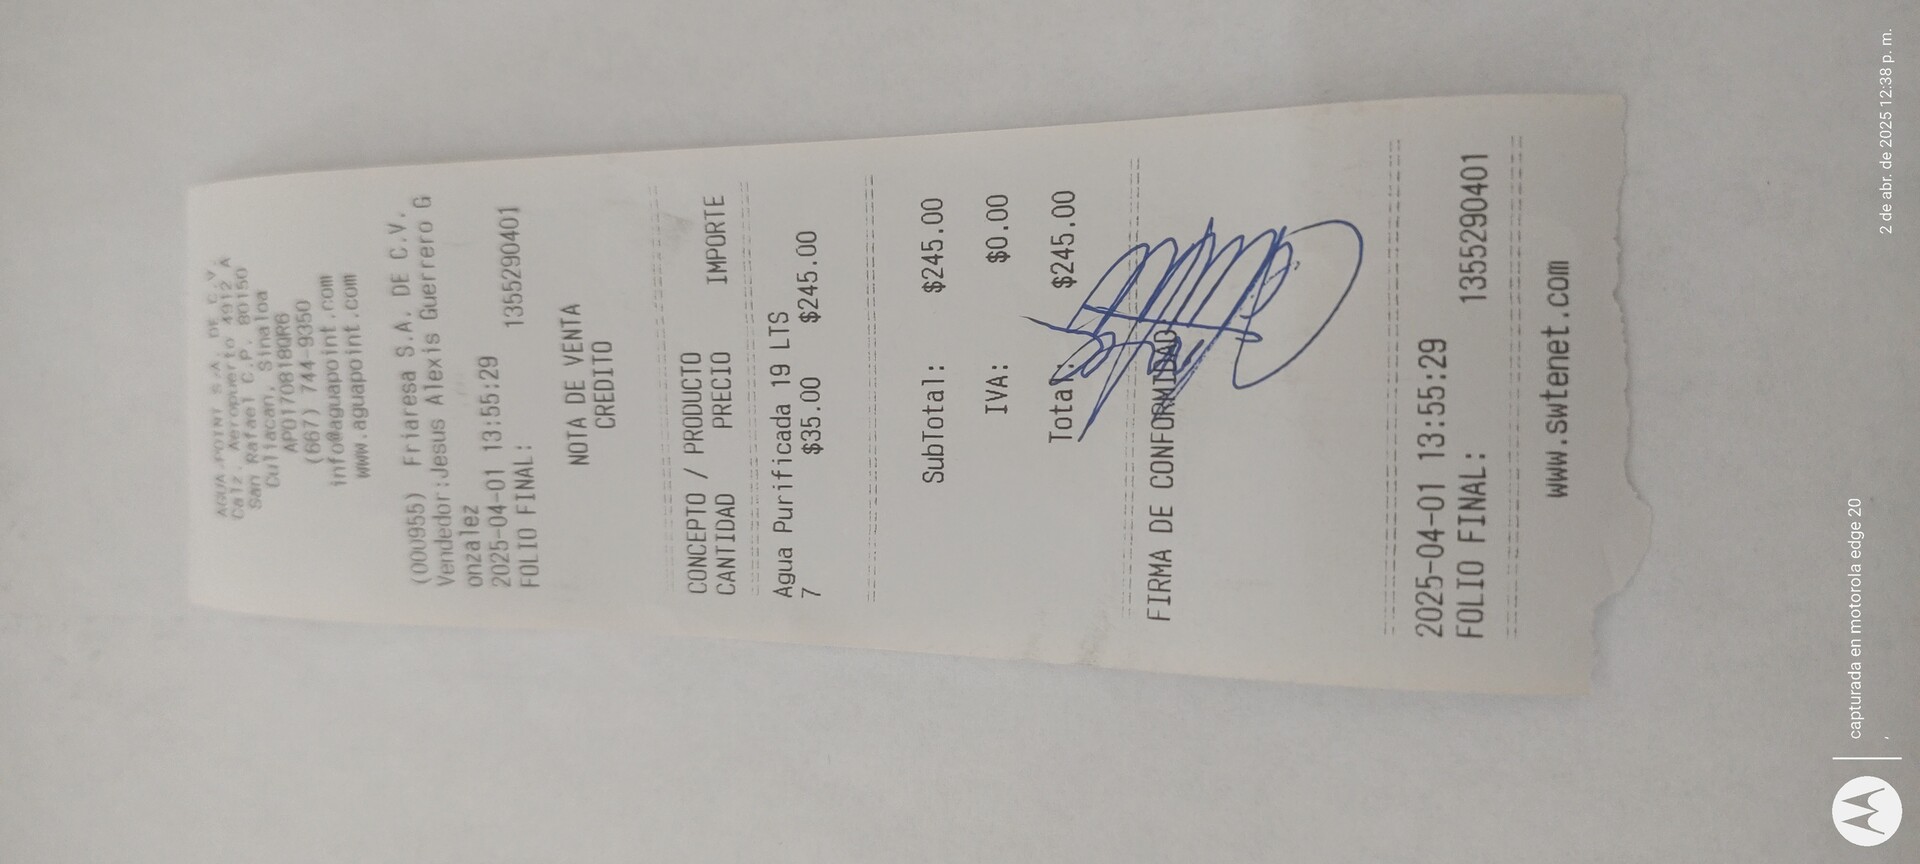 AGUA POINT S.A. DE C.V.
Calz. Aeropuerto 4912 A
San Rafael C.P. 80150
Culiacan, Sinaloa
APO170818QR6
(667) 744-9350
info@aguapoint.com
www.aguapoint.com
(000955) Friaresa S.A. DE C.V.
Vendedor:Jesus Alexis Guerrero G
onzalez
2025-04-01 13:55:29
FOLIO FINAL: 1355290401
NOTA DE VENTA
CREDITO
CONCEPTO / PRODUCTO
CANTIDAD PRECIO IMPORTE
Agua Purificada 19 LTS
7 $35.00 $245.00
SubTotal: $245.00
IVA: $0.00
Total: $245.00
FIRMA DE CONFORMIDAD
2025-04-01 13:55:29
FOLIO FINAL: 1355290401
www.swtenet.com
capturada en motorola edge 20
2 de abr. de 2025 12:38 p. m.